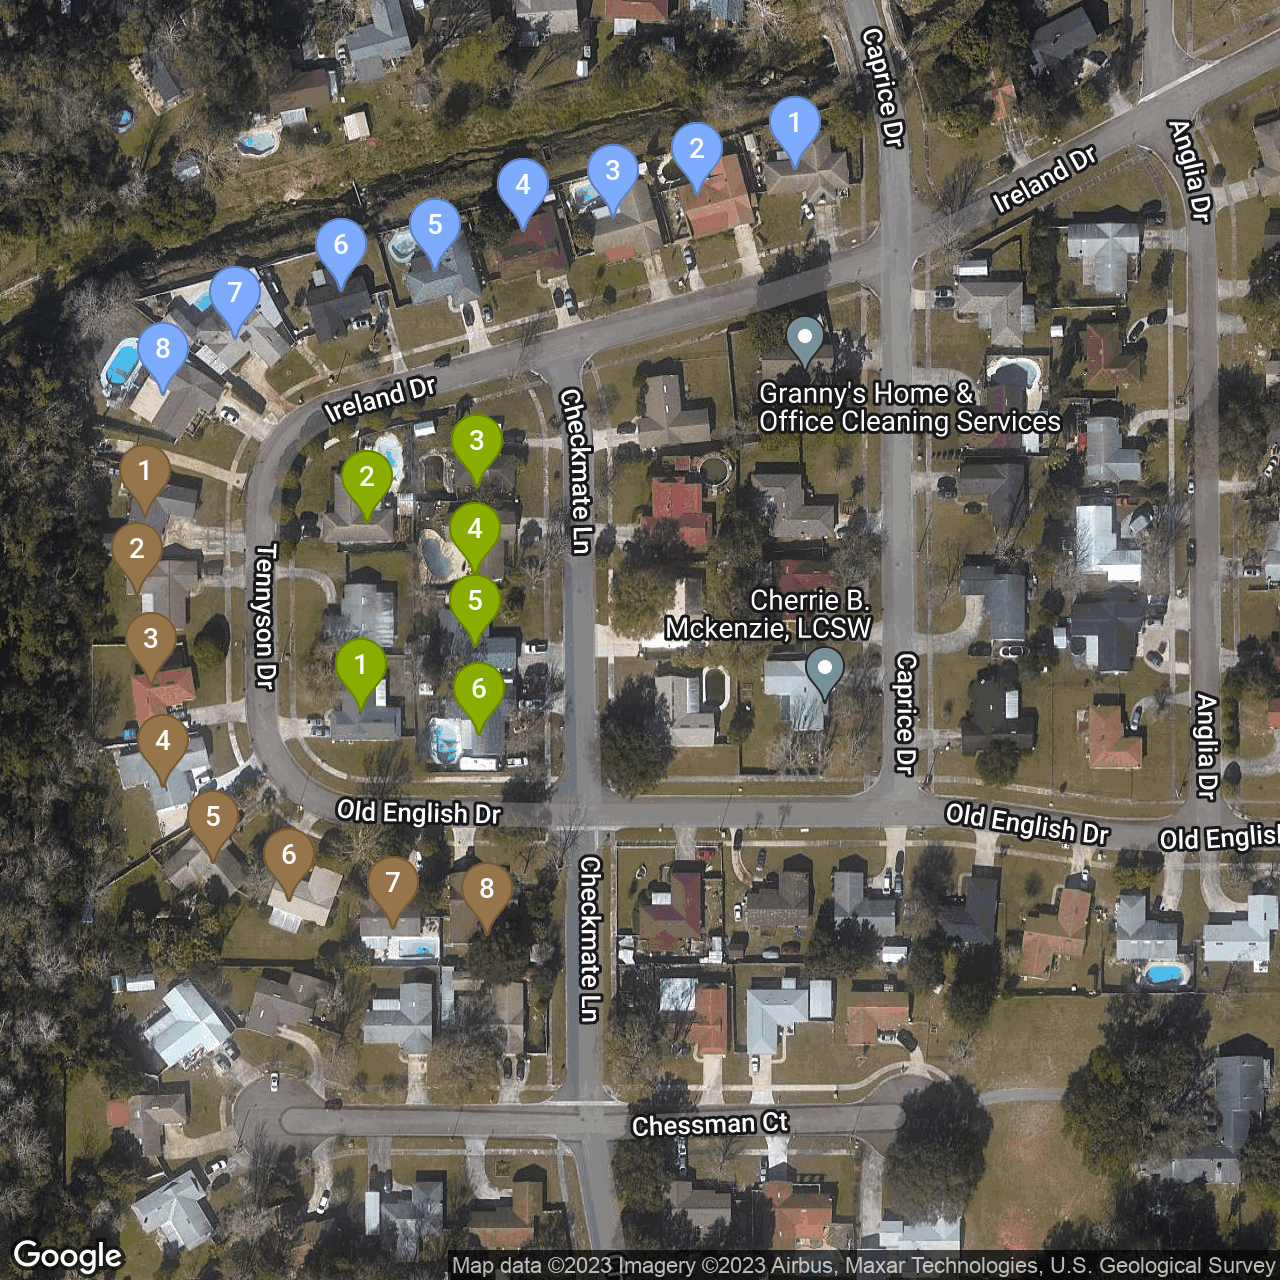 Caprice Dr
Anglia Dr
Ireland Dr
1
2
3
4
5
6
7
8
Granny's Home &
Office Cleaning Services
Ireland Dr
Checkmate Ln
3
2
4
5
1
6
1
2
3
4
5
6
7
8
Tennyson Dr
Cherrie B.
Mckenzie, LCSW
Caprice Dr
Anglia Dr
Old English Dr
Old English Dr
Old English
Checkmate Ln
Chessman Ct
Google
Map data ©2023 Imagery ©2023 Airbus, Maxar Technologies, U.S. Geological Survey